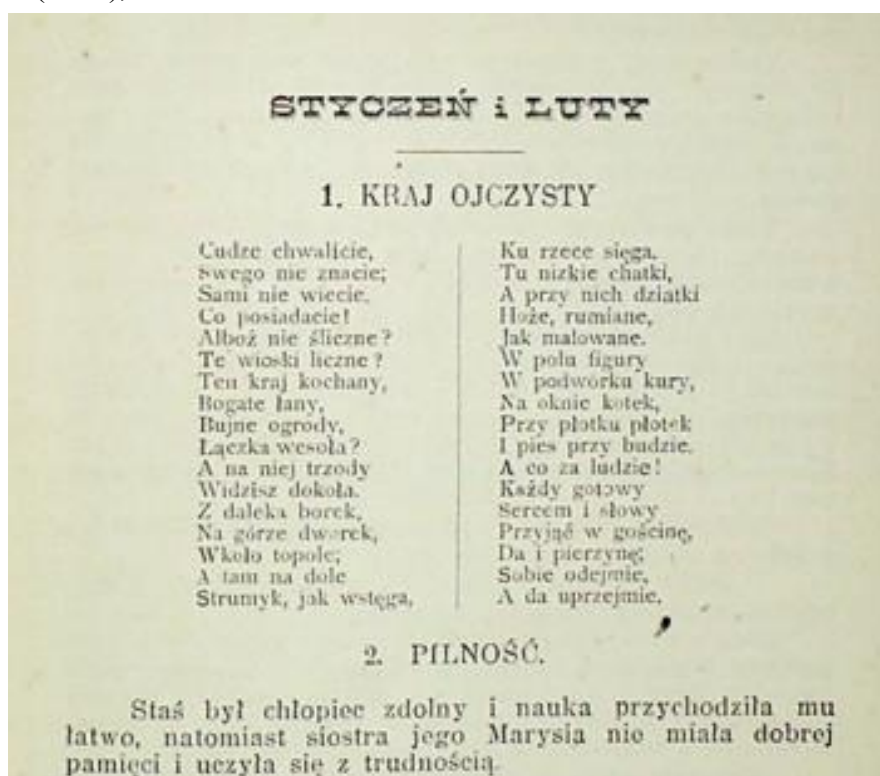 STYCZEŃ i LUTY
1. KRAJ OJCZYSTY
Cudze chwalicie,
Swego nie znacie;
Sami nie wiecie,
Co posiadacie!
Alboż nie śliczne?
Te wioski liczne?
Ten kraj kochany,
Bogate łany,
Bujne ogrody,
Łączka wesoła?
A na niej trzody
Widzisz dokoła.
Z daleka borek,
Na górze dworek,
Wkoło topole;
A tam na dole
Strumyk, jak wstęga,
Ku rzece sięga.
Tu nizkie chatki,
A przy nich dziatki
Hoże, rumiane,
Jak malowane.
W polu figury
W podworku kury,
Na oknie kotek,
Przy płotku płotek
I pies przy budzie.
A co za ludzie!
Każdy gotowy
Sercem i słowy
Przyjąć w gościnę,
Da i pierzynę;
Sobie odejmie,
A da uprzejmie,
2. PILNOŚĆ.
Staś był chłopiec zdolny i nauka przychodziła mu
łatwo, natomiast siostra jego Marysia nie miała dobrej
pamięci i uczyła się z trudnością.